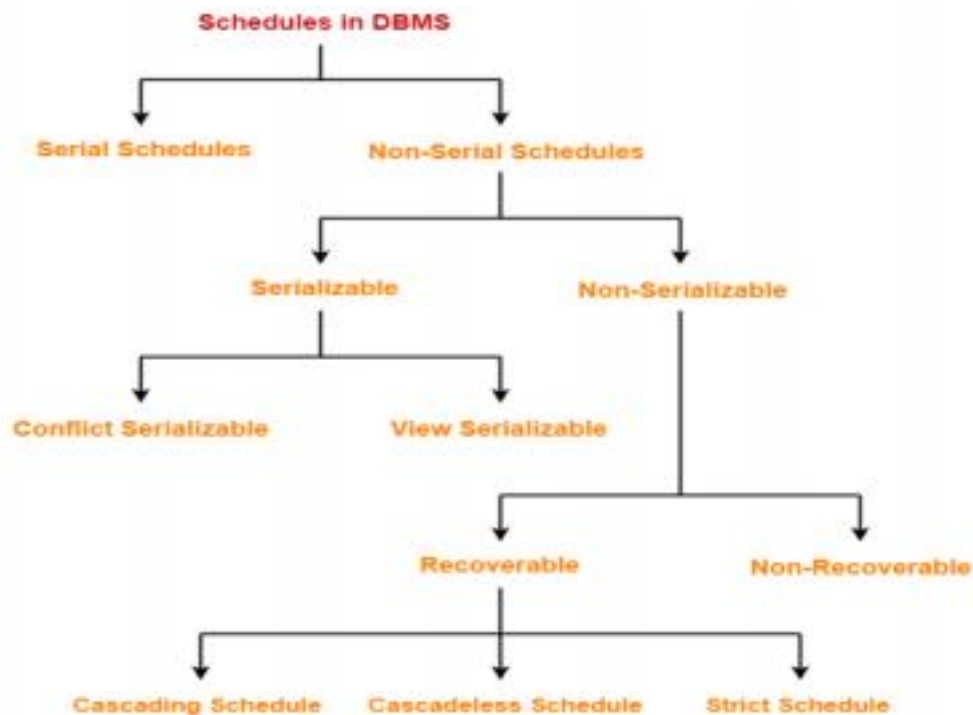 Schedules in DBMS
Serial Schedules
Non-Serial Schedules
Serializable
Non-Serializable
Conflict Serializable
View Serializable
Recoverable
Non-Recoverable
Cascading Schedule
Cascadeless Schedule
Strict Schedule